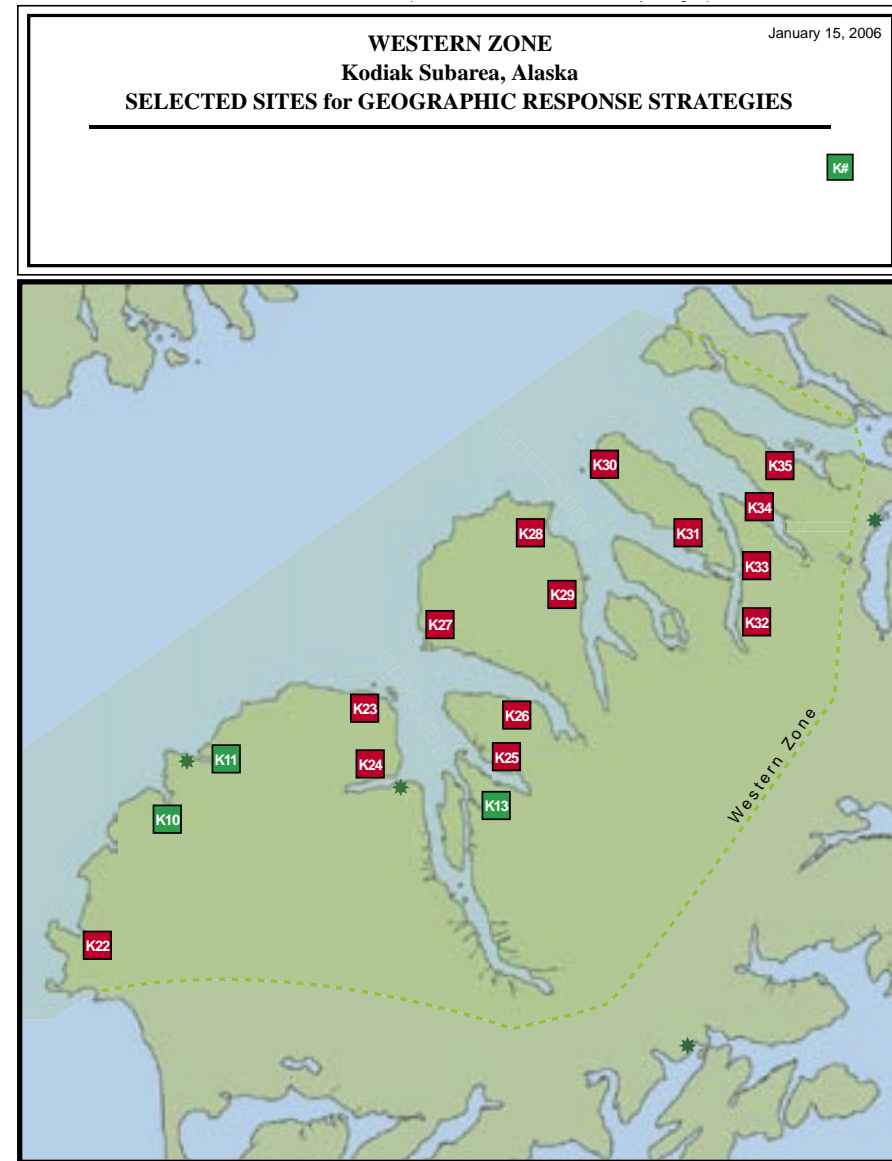 January 15, 2006
WESTERN ZONE
Kodiak Subarea, Alaska
SELECTED SITES for GEOGRAPHIC RESPONSE STRATEGIES
K#
K30
K35
K34
K28
K31
K33
K29
K32
K27
K23
K26
K11
K24
K25
K13
K10
Western Zone
K22